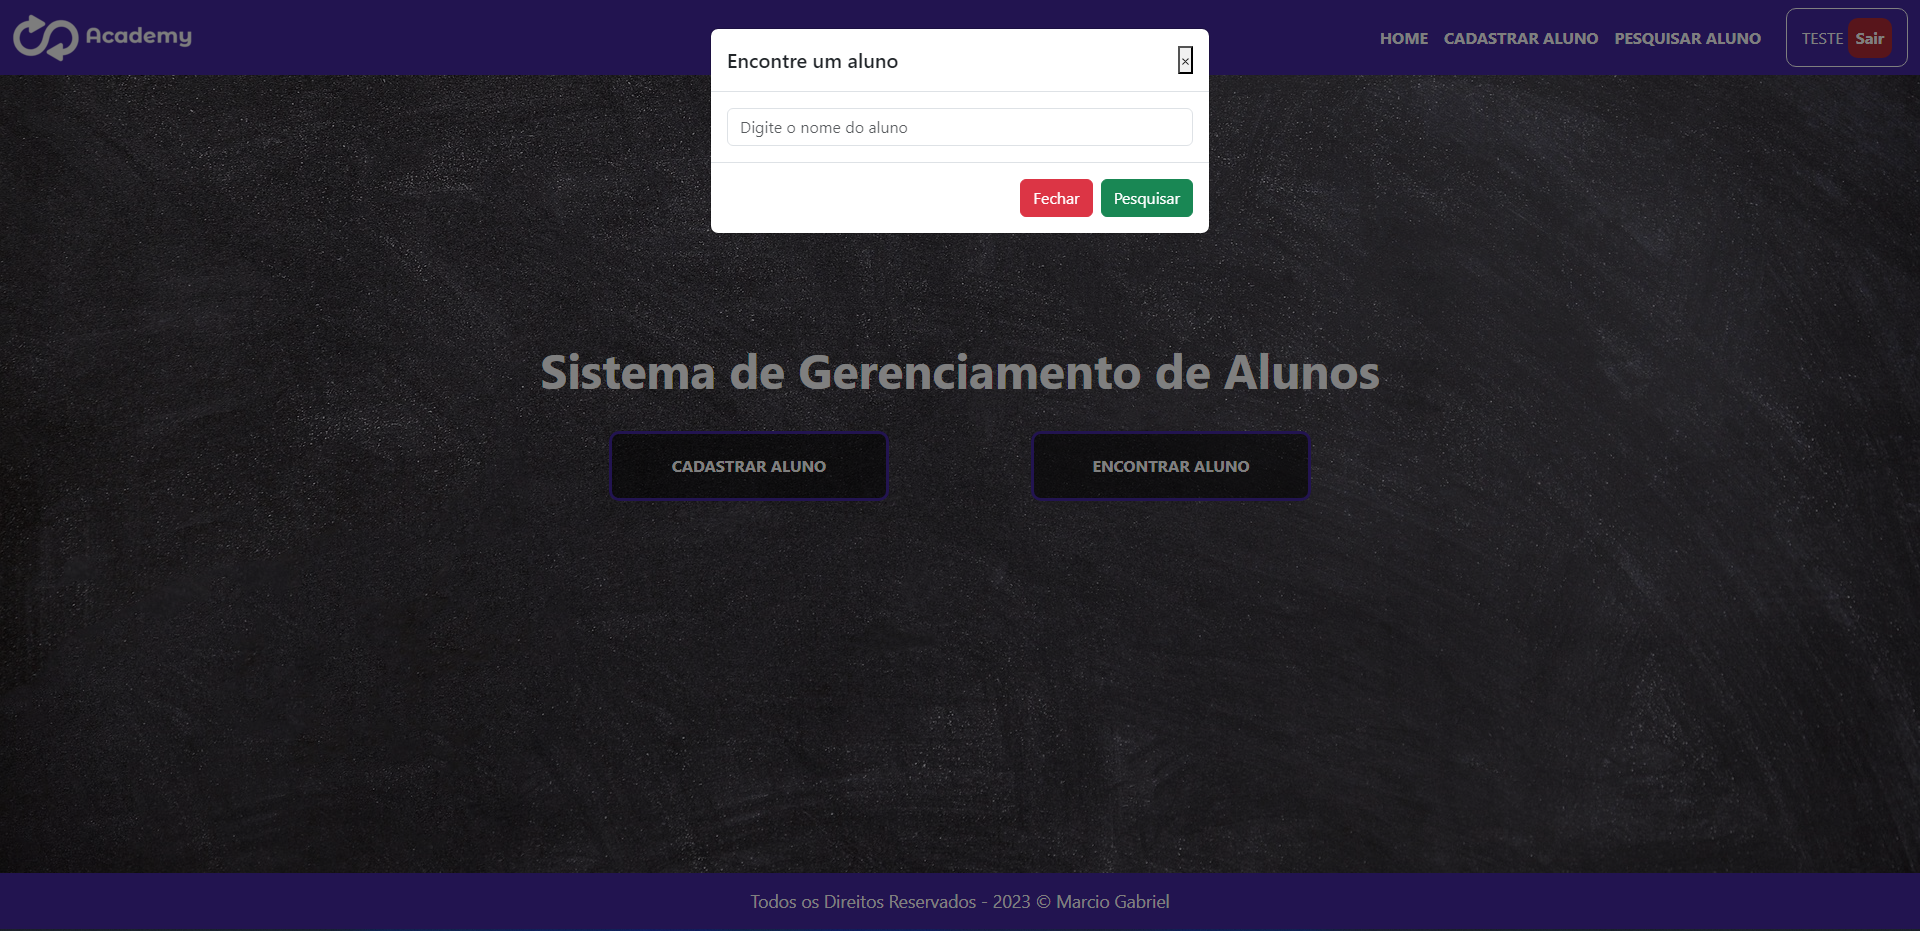 Academy
HOME CADASTRAR ALUNO PESQUISAR ALUNO TESTE Sair
Encontre um aluno ×
Digite o nome do aluno
Fechar Pesquisar
Sistema de Gerenciamento de Alunos
CADASTRAR ALUNO ENCONTRAR ALUNO
Todos os Direitos Reservados - 2023 © Marcio Gabriel